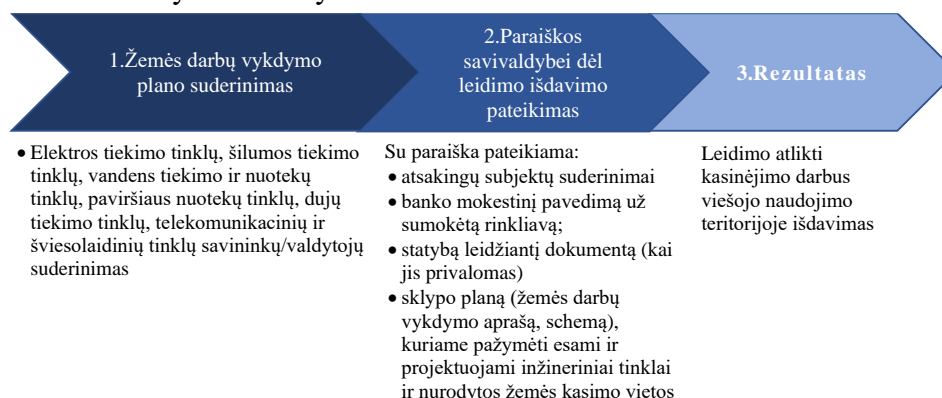 1.Žemės darbų vykdymo
plano suderinimas
2.Paraiškos
savivaldybei dėl
leidimo išdavimo
pateikimas
3.Rezultatas
• Elektros tiekimo tinklų, šilumos tiekimo
tinklų, vandens tiekimo ir nuotekų
tinklų, paviršiaus nuotekų tinklų, dujų
tiekimo tinklų, telekomunikacinių ir
šviesolaidinių tinklų savininkų/valdytojų
suderinimas
Su paraiška pateikiama:
• atsakingų subjektų suderinimai
• banko mokestinį pavedimą už
sumokėtą rinkliavą;
• statybą leidžiantį dokumentą (kai
jis privalomas)
• sklypo planą (žemės darbų
vykdymo aprašą, schemą),
kuriame pažymėti esami ir
projektuojami inžineriniai tinklai
ir nurodytos žemės kasimo vietos
Leidimo atlikti
kasinėjimo darbus
viešojo naudojimo
teritorijoje išdavimas